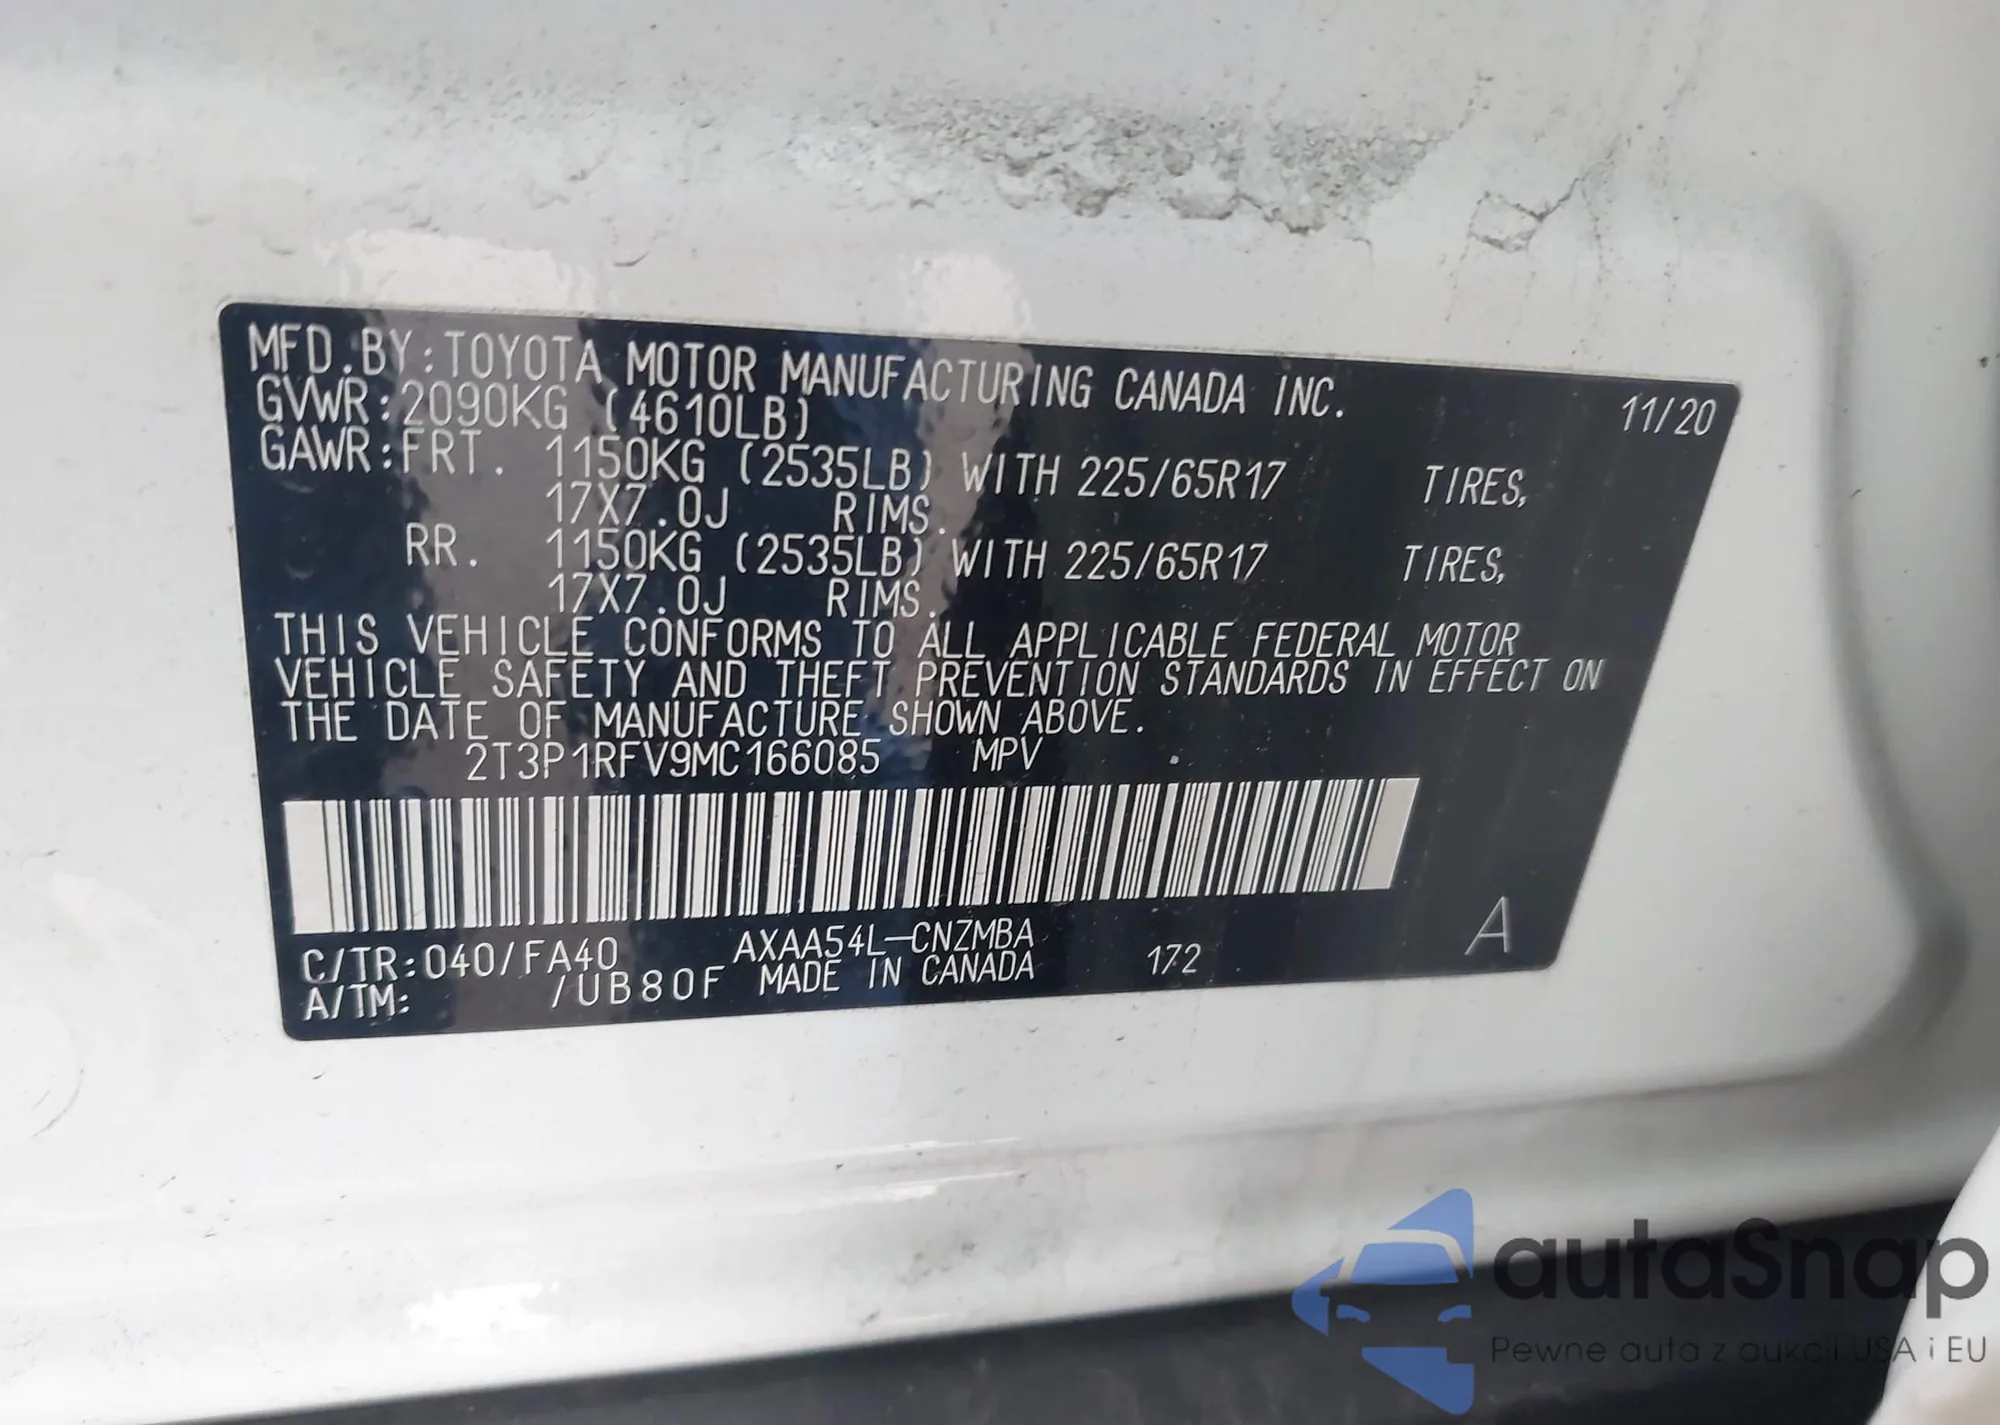 MFD.BY:TOYOTA MOTOR MANUFACTURING CANADA INC. 11/20
GVWR:2090KG (4610LB)
GAWR:FRT. 1150KG (2535LB) WITH 225/65R17 TIRES,
17X7.0J RIMS.
RR. 1150KG (2535LB) WITH 225/65R17 TIRES,
17X7.0J RIMS.
THIS VEHICLE CONFORMS TO ALL APPLICABLE FEDERAL MOTOR
VEHICLE SAFETY AND THEFT PREVENTION STANDARDS IN EFFECT ON
THE DATE OF MANUFACTURE SHOWN ABOVE.
2T3P1RFV9MC166085 MPV
C/TR:040/FA40 AXAA54L-CNZMBA 172 A
A/TM: /UB80F MADE IN CANADA
autaSnap
Pewne auta z aukcji USA i EU